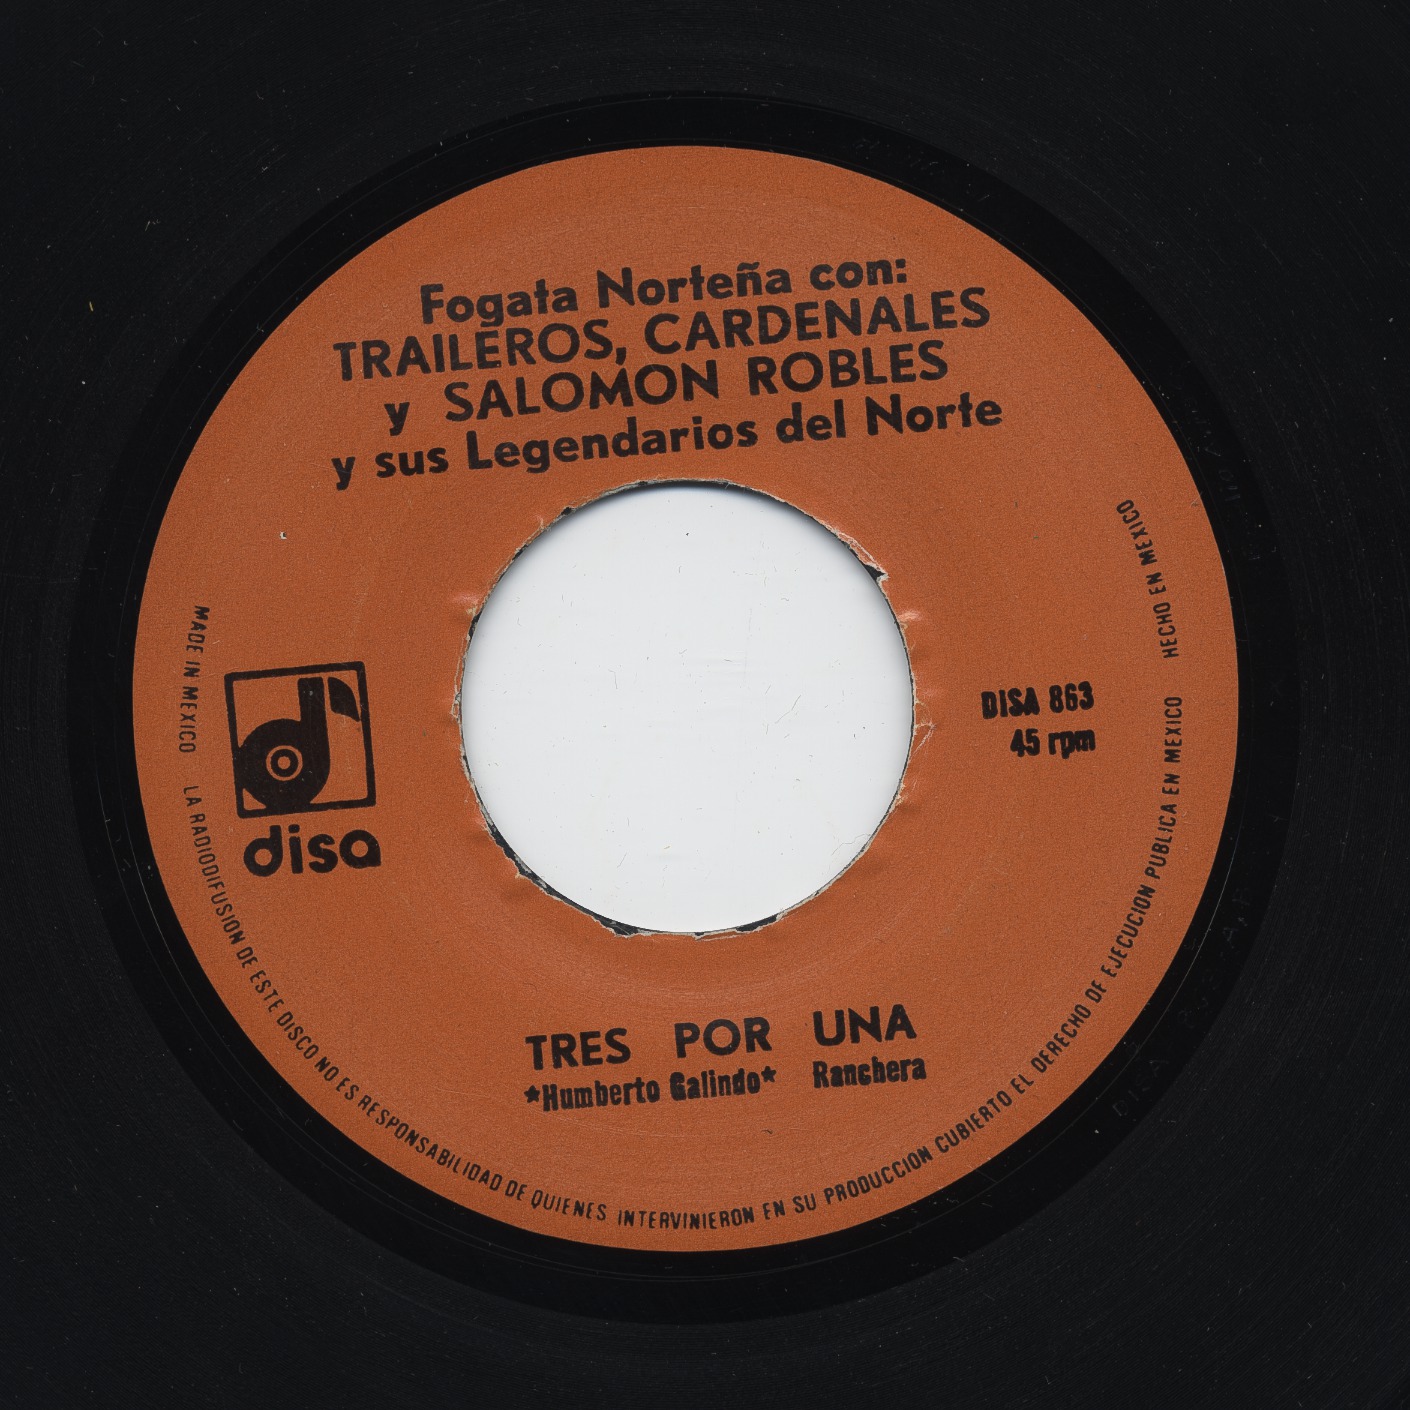 Fogata Norteña con:
TRAILEROS, CARDENALES
y SALOMON ROBLES
y sus Legendarios del Norte
DISA 863
45 rpm
disa
TRES POR UNA
*Humberto Galindo* Ranchera
MADE IN MEXICO LA RADIODIFUSION DE ESTE DISCO NO ES RESPONSABILIDAD DE QUIENES INTERVINIERON EN SU PRODUCCION CUBIERTO EL DERECHO DE EJECUCION PUBLICA EN MEXICO HECHO EN MEXICO